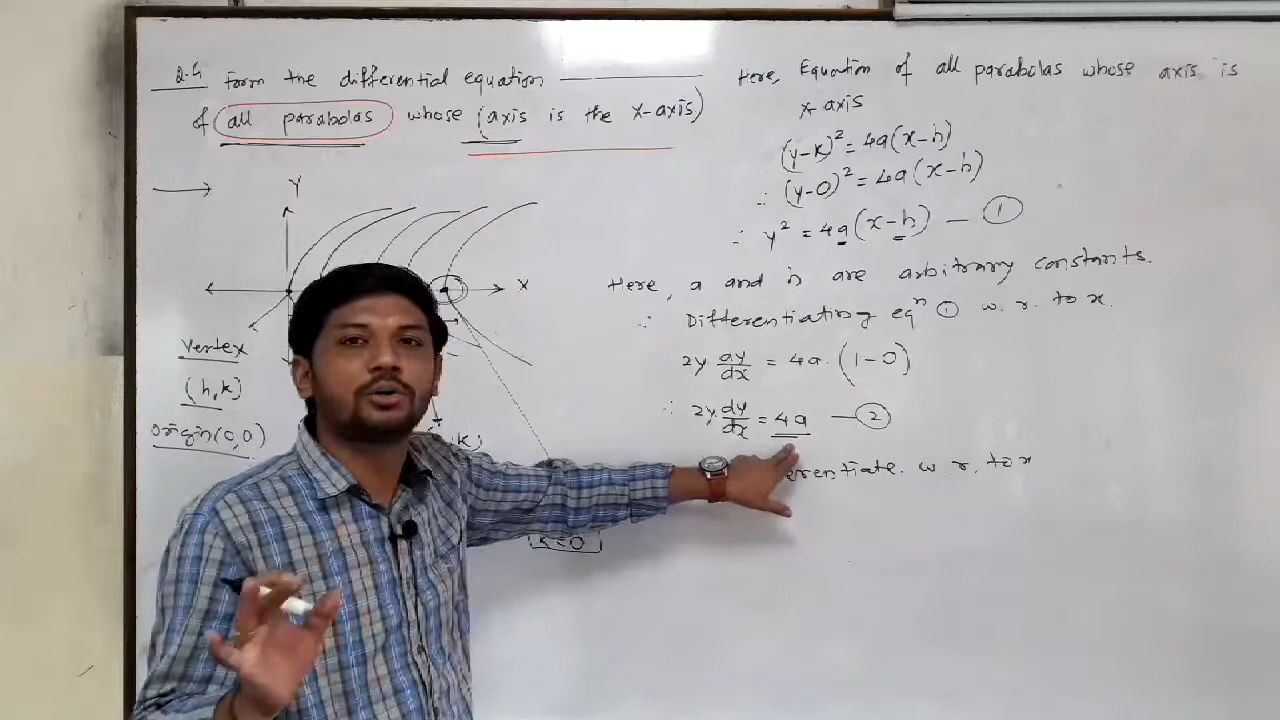 Q.4 Form the differential equation
of all parabolas whose (axis is the x-axis)
Y
X
Vertex
(h,k)
origin (0,0)
k)
k=0
Here, Equation of all parabolas whose axis is
x-axis
(y-k)² = 4a(x-h)
∴ (y-0)² = 4a(x-h)
∴ y² = 4a(x-h) — ①
Here, a and h are arbitrary constants.
∴ Differentiating eqⁿ ① w. r. to x.
2y dy/dx = 4a. (1-0)
∴ 2y dy/dx = 4a — ②
erentiate. w r. to x